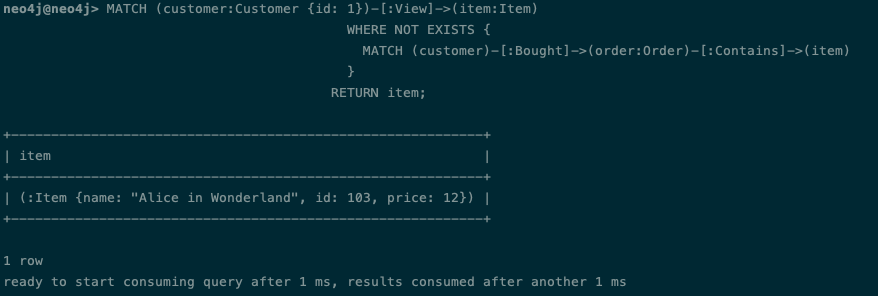 neo4j@neo4j> MATCH (customer:Customer {id: 1})-[:View]->(item:Item)
WHERE NOT EXISTS {
MATCH (customer)-[:Bought]->(order:Order)-[:Contains]->(item)
}
RETURN item;
+-----------------------------------------------------------+
| item                                                      |
+-----------------------------------------------------------+
| (:Item {name: "Alice in Wonderland", id: 103, price: 12}) |
+-----------------------------------------------------------+
1 row
ready to start consuming query after 1 ms, results consumed after another 1 ms